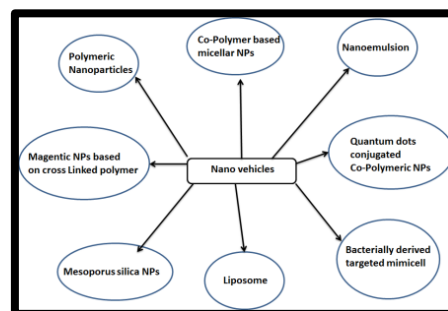 Co-Polymer based
micellar NPs
Nanoemulsion
Polymeric
Nanoparticles
Magentic NPs based
on cross Linked polymer
Nano vehicles
Quantum dots
conjugated
Co-Polymeric NPs
Mesoporus silica NPs
Liposome
Bacterially derived
targeted mimicell